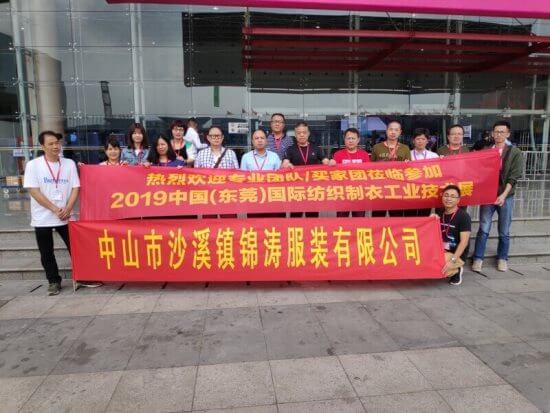 热烈欢迎专业团队/买家团莅临参加
2019中国(东莞)国际纺织制衣工业技术展
中山市沙溪镇锦涛服装有限公司